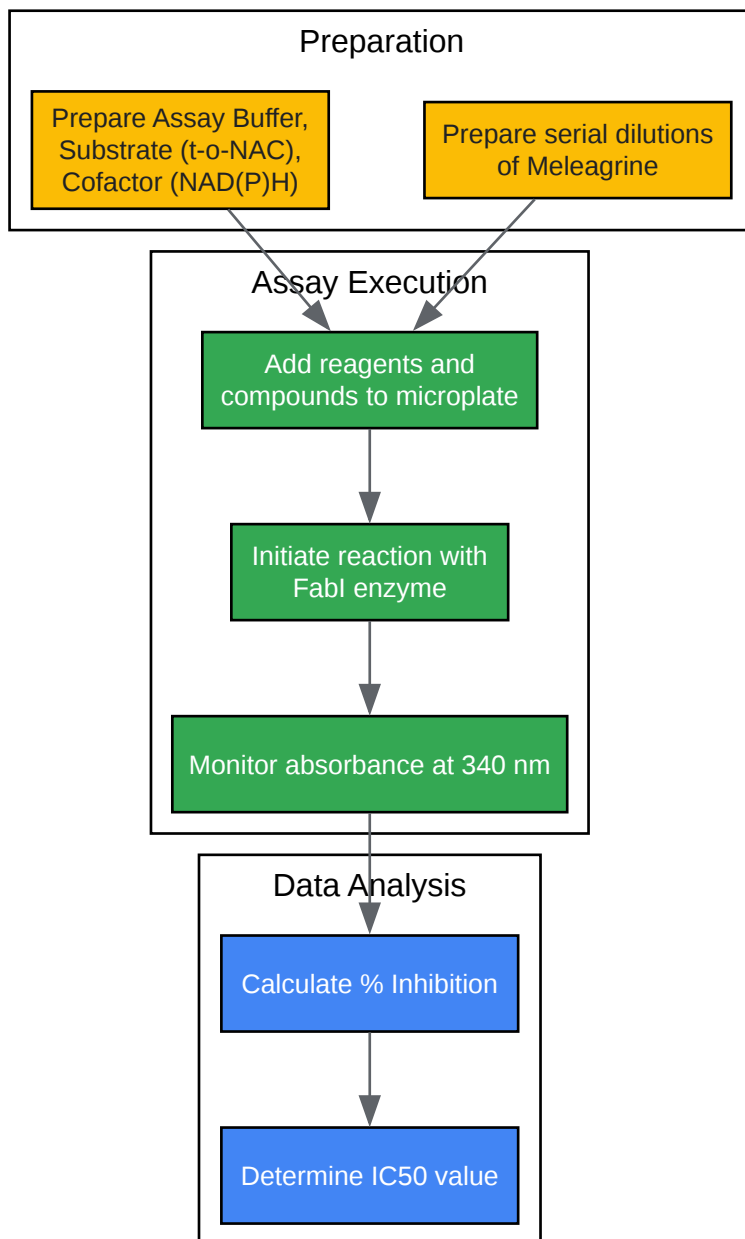 Preparation
Prepare Assay Buffer,
Substrate (t-o-NAC),
Cofactor (NAD(P)H)
Prepare serial dilutions
of Meleagrine
Assay Execution
Add reagents and
compounds to microplate
Initiate reaction with
FabI enzyme
Monitor absorbance at 340 nm
Data Analysis
Calculate % Inhibition
Determine IC50 value